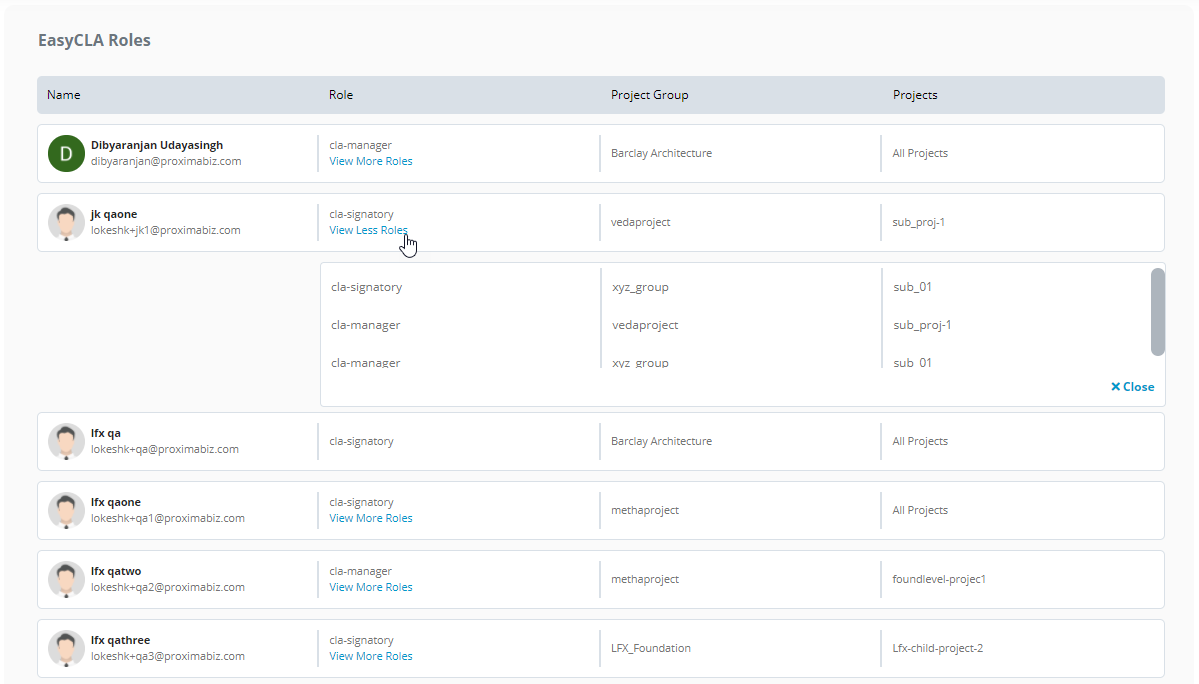 EasyCLA Roles
Name Role Project Group Projects
D
Dibyaranjan Udayasingh
dibyaranjan@proximabiz.com
cla-manager
View More Roles
Barclay Architecture
All Projects
jk qaone
lokeshk+jk1@proximabiz.com
cla-signatory
View Less Roles
vedaproject
sub_proj-1
cla-signatory xyz_group sub_01
cla-manager vedaproject sub_proj-1
cla-manager xyz_group sub_01
× Close
lfx qa
lokeshk+qa@proximabiz.com
cla-signatory
Barclay Architecture
All Projects
lfx qaone
lokeshk+qa1@proximabiz.com
cla-signatory
View More Roles
methaproject
All Projects
lfx qatwo
lokeshk+qa2@proximabiz.com
cla-manager
View More Roles
methaproject
foundlevel-projec1
lfx qathree
lokeshk+qa3@proximabiz.com
cla-signatory
View More Roles
LFX_Foundation
Lfx-child-project-2